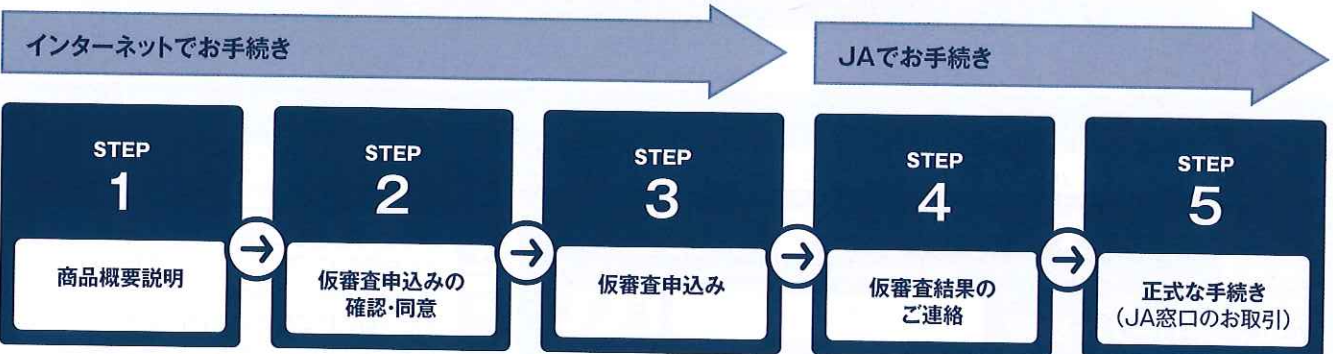 インターネットでお手続き
JAでお手続き
STEP
1
商品概要説明
STEP
2
仮審査申込みの
確認・同意
STEP
3
仮審査申込み
STEP
4
仮審査結果の
ご連絡
STEP
5
正式な手続き
(JA窓口のお取引)